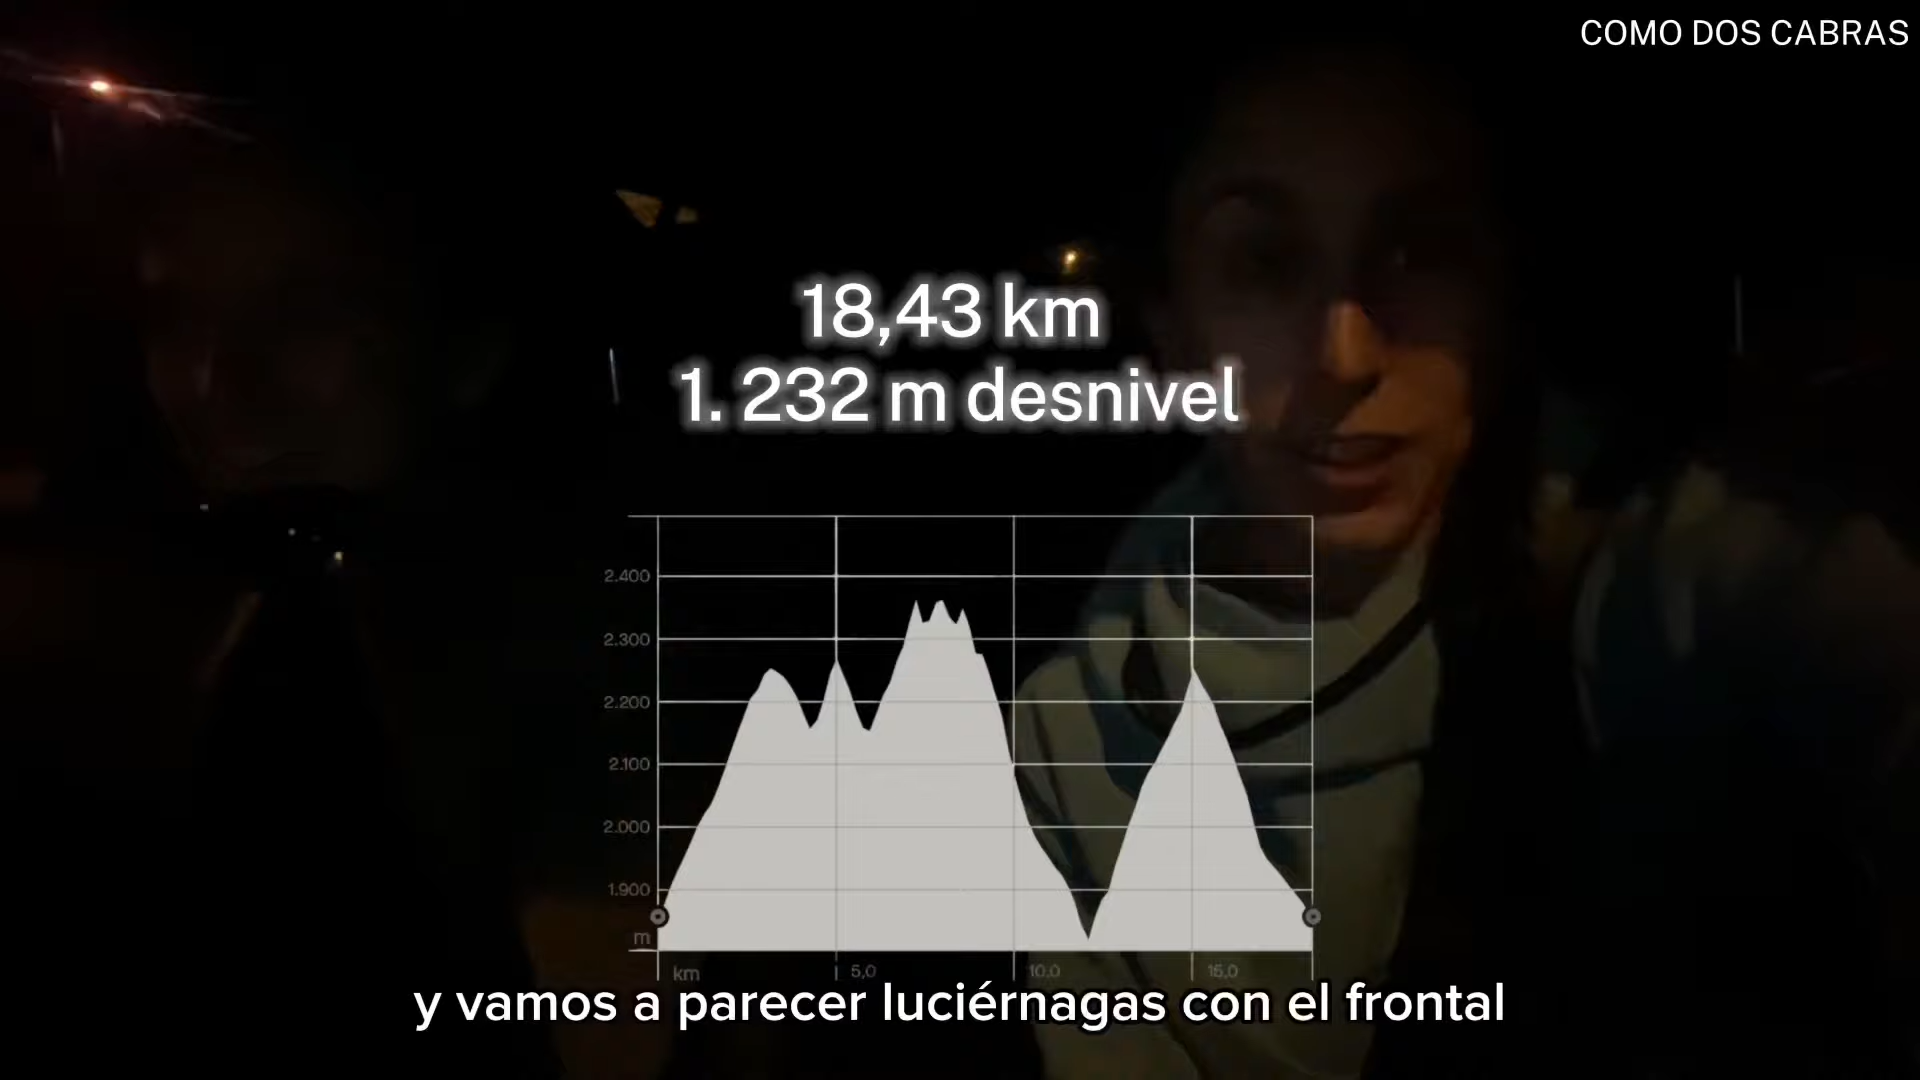 COMO DOS CABRAS
18,43 km
1. 232 m desnivel
2.400
2.300
2.200
2.100
2.000
1.900
m
km 5,0 10,0 15,0
y vamos a parecer luciérnagas con el frontal